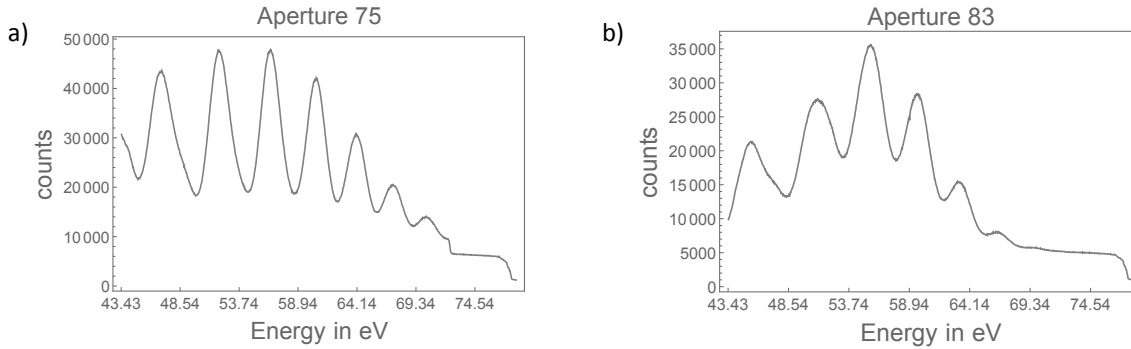 a)
Aperture 75
50 000
40 000
30 000
20 000
10 000
0
counts
43.43 48.54 53.74 58.94 64.14 69.34 74.54
Energy in eV
b)
Aperture 83
35 000
30 000
25 000
20 000
15 000
10 000
5000
0
counts
43.43 48.54 53.74 58.94 64.14 69.34 74.54
Energy in eV